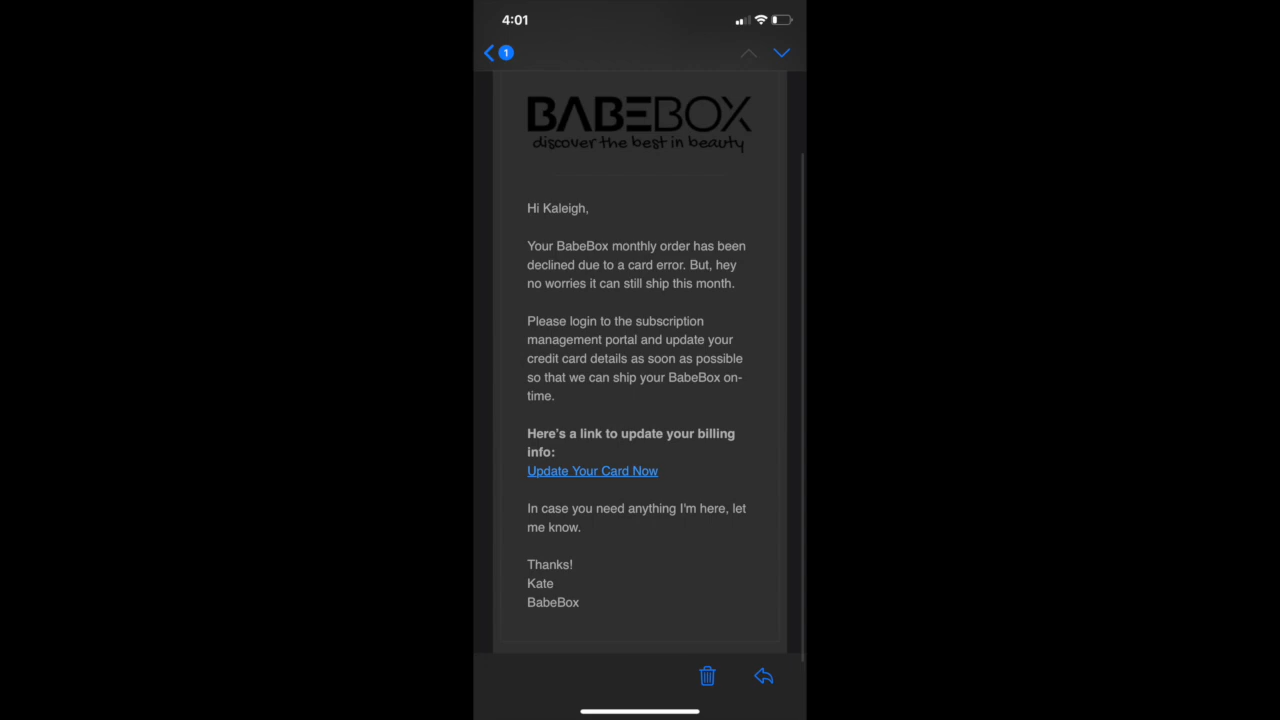 4:01
1
BABEBOX
discover the best in beauty
Hi Kaleigh,
Your BabeBox monthly order has been
declined due to a card error. But, hey
no worries it can still ship this month.
Please login to the subscription
management portal and update your
credit card details as soon as possible
so that we can ship your BabeBox on-
time.
Here's a link to update your billing
info:
Update Your Card Now
In case you need anything I'm here, let
me know.
Thanks!
Kate
BabeBox